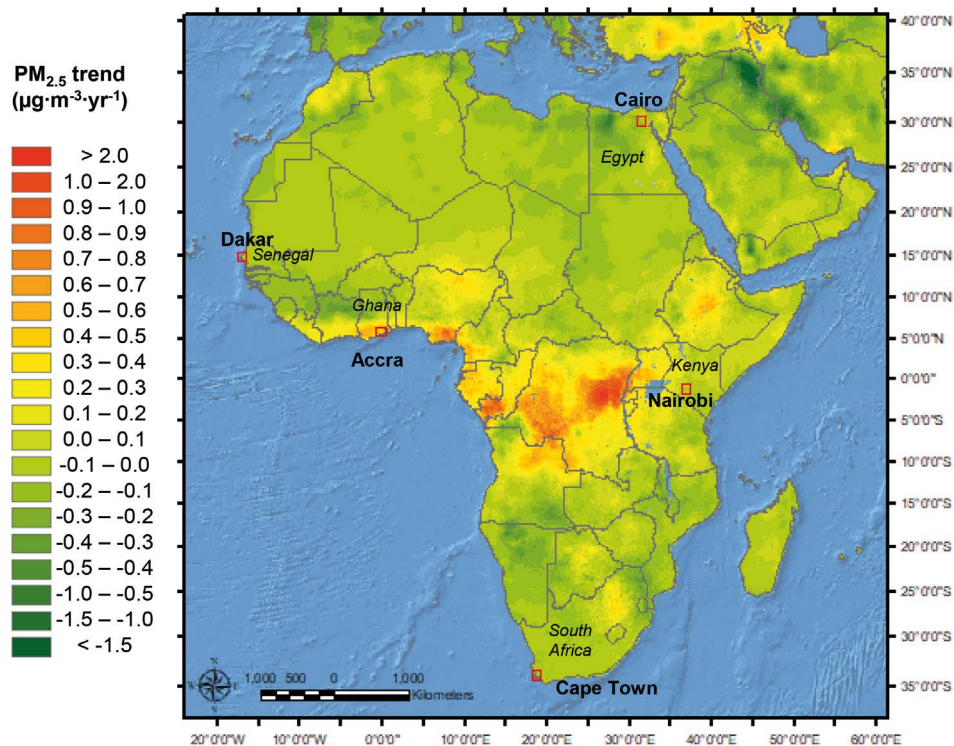 PM2.5 trend
(µg·m-3·yr-1)
> 2.0
1.0 – 2.0
0.9 – 1.0
0.8 – 0.9
0.7 – 0.8
0.6 – 0.7
0.5 – 0.6
0.4 – 0.5
0.3 – 0.4
0.2 – 0.3
0.1 – 0.2
0.0 – 0.1
-0.1 – 0.0
-0.2 – -0.1
-0.3 – -0.2
-0.4 – -0.3
-0.5 – -0.4
-1.0 – -0.5
-1.5 – -1.0
< -1.5
Cairo
Egypt
Dakar
Senegal
Ghana
Accra
Kenya
Nairobi
South
Africa
Cape Town
N
1,000 500 0 1,000
Kilometers
40°0'0"N
35°0'0"N
30°0'0"N
25°0'0"N
20°0'0"N
15°0'0"N
10°0'0"N
5°0'0"N
0°0'0"
5°0'0"S
10°0'0"S
15°0'0"S
20°0'0"S
25°0'0"S
30°0'0"S
35°0'0"S
20°0'0"W 10°0'0"W 0°0'0" 10°0'0"E 20°0'0"E 30°0'0"E 40°0'0"E 50°0'0"E 60°0'0"E